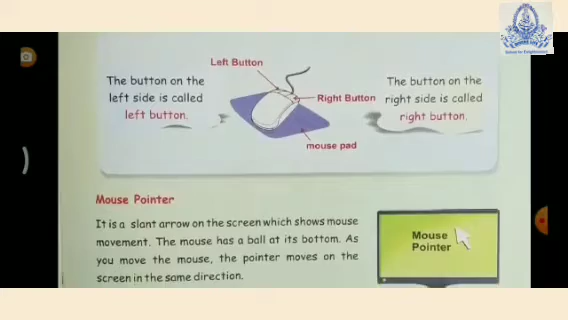 Left Button
The button on the
left side is called
left button.
Right Button
The button on the
right side is called
right button.
mouse pad
Mouse Pointer
It is a slant arrow on the screen which shows mouse
movement. The mouse has a ball at its bottom. As
you move the mouse, the pointer moves on the
screen in the same direction.
Mouse
Pointer